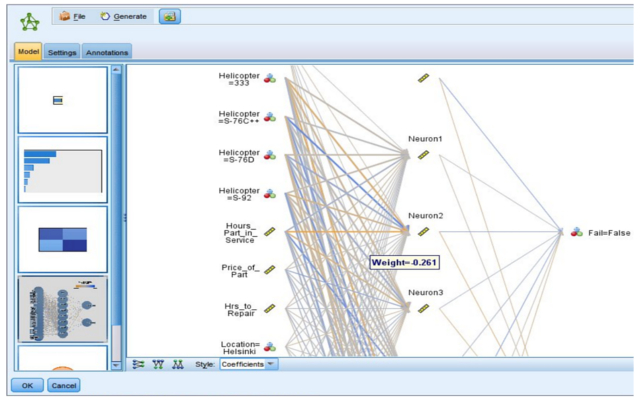 File Generate
Model Settings Annotations
Helicopter
=333
Helicopter
=S-76C++
Helicopter
=S-76D
Helicopter
=S-92
Hours_
Part_in_
Service
Price_of_
Part
Hrs_to_
Repair
Location=
Helsinki
Neuron1
Neuron2
Weight=-0.261
Neuron3
Fail=False
Style: Coefficients
OK Cancel